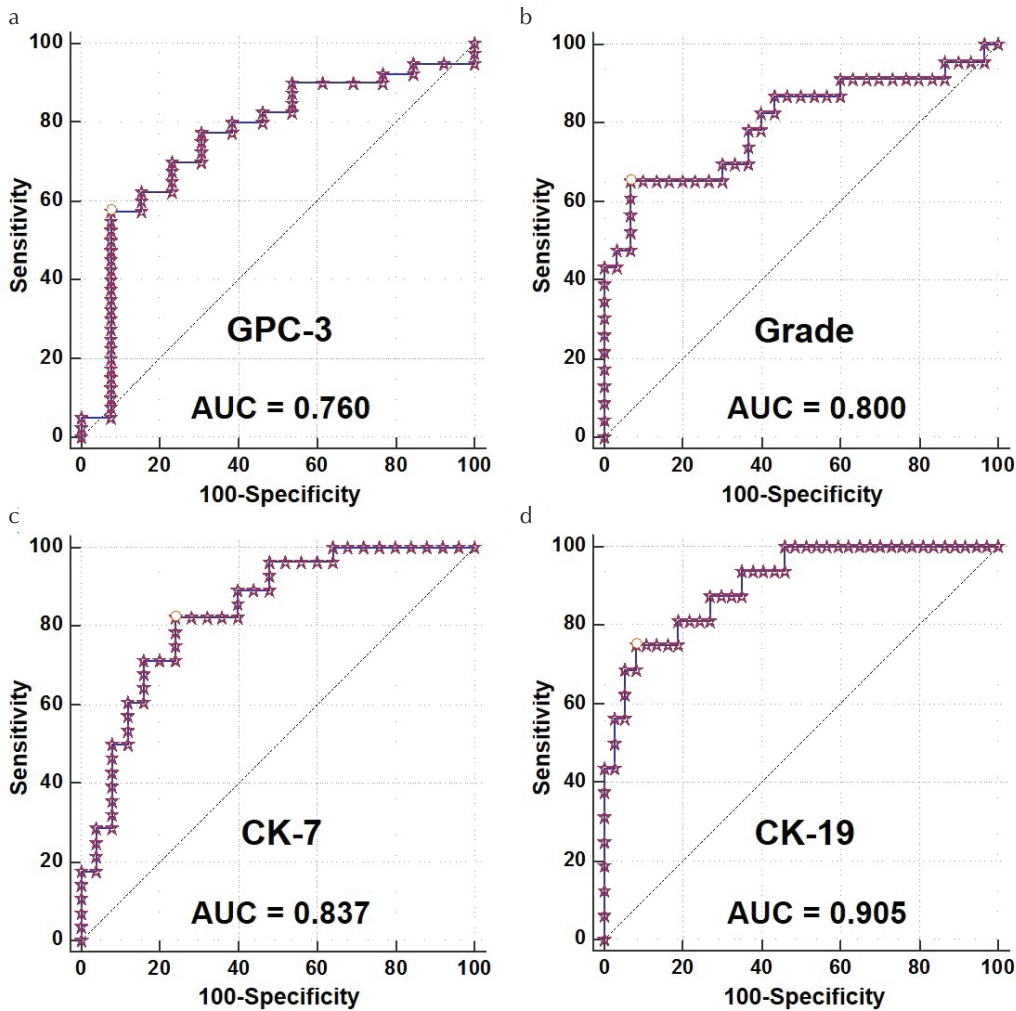 a
100
80
60
40
20
0
Sensitivity
GPC-3
AUC = 0.760
0 20 40 60 80 100
100-Specificity
b
100
80
60
40
20
0
Sensitivity
Grade
AUC = 0.800
0 20 40 60 80 100
100-Specificity
c
100
80
60
40
20
0
Sensitivity
CK-7
AUC = 0.837
0 20 40 60 80 100
100-Specificity
d
100
80
60
40
20
0
Sensitivity
CK-19
AUC = 0.905
0 20 40 60 80 100
100-Specificity